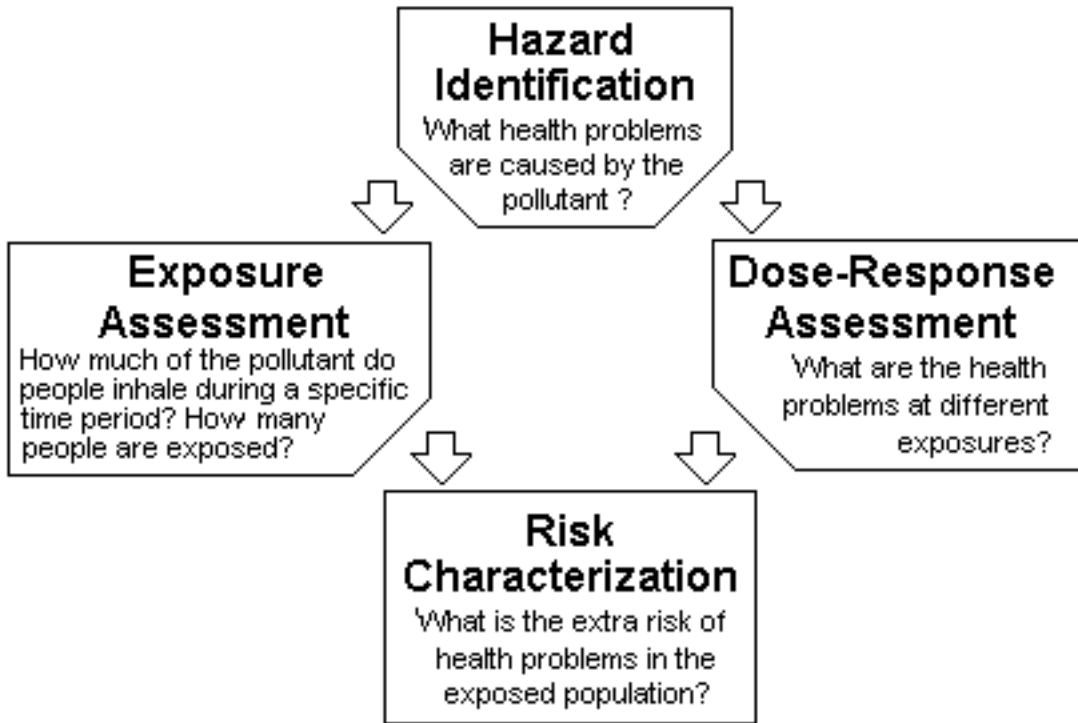 Hazard
Identification
What health problems
are caused by the
pollutant ?
Exposure
Assessment
How much of the pollutant do
people inhale during a specific
time period? How many
people are exposed?
Dose-Response
Assessment
What are the health
problems at different
exposures?
Risk
Characterization
What is the extra risk of
health problems in the
exposed population?